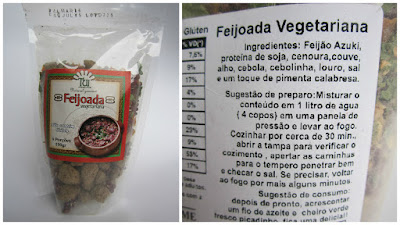 Feijoada
vegetariana
Gluten
% VD(*)
7,6%
9%
17%
4%
0%
0%
0%
55%
17%
Feijoada Vegetariana
Ingredientes: Feijão Azuki,
proteína de soja, cenoura,couve,
alho, cebola, cebolinha, louro, sal
e um toque de pimenta calabresa.
Sugestão de preparo:Misturar o
conteúdo em 1 litro de agua
( 4 copos) em uma panela de
pressão e levar ao fogo.
Cozinhar por cerca de 30 min..
abrir a tampa para verificar o
cozimento , apertar as carninhas
para o tempero penetrar bem
e checar o sal. Se precisar, voltar
ao fogo por mais alguns minutos.
Sugestão de consumo:
depois de pronto, acrescentar
um fio de azeite e cheiro verde
fresco picadinho, fica uma delícia!